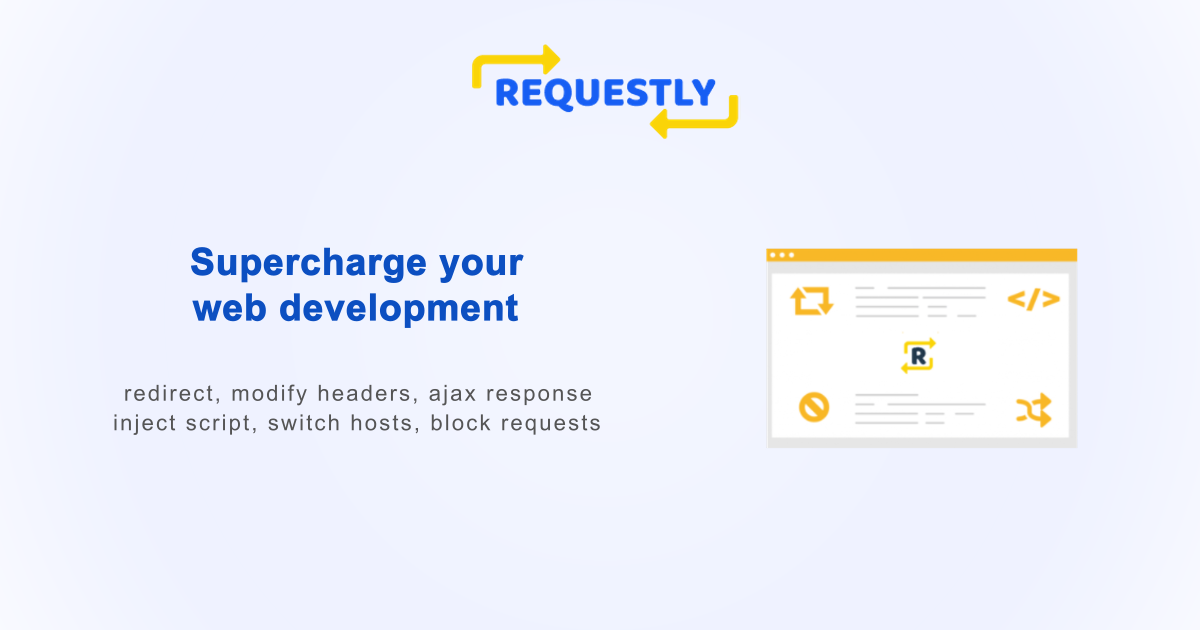 REQUESTLY
Supercharge your
web development
redirect, modify headers, ajax response
inject script, switch hosts, block requests
</>
R